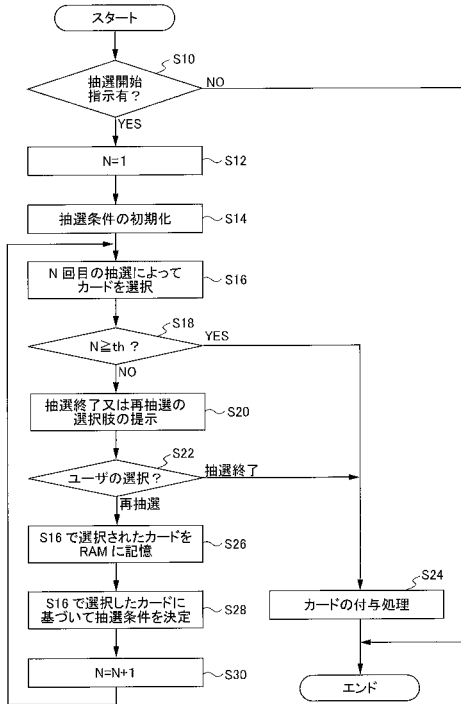 スタート
S10
抽選開始
指示有?
NO
YES
N=1
S12
抽選条件の初期化
S14
N 回目の抽選によって
カードを選択
S16
S18
N≧th ?
YES
NO
抽選終了又は再抽選の
選択肢の提示
S20
S22
ユーザの選択?
抽選終了
再抽選
S16 で選択されたカードを
RAM に記憶
S26
S16 で選択したカードに
基づいて抽選条件を決定
S28
S24
カードの付与処理
N=N+1
S30
エンド